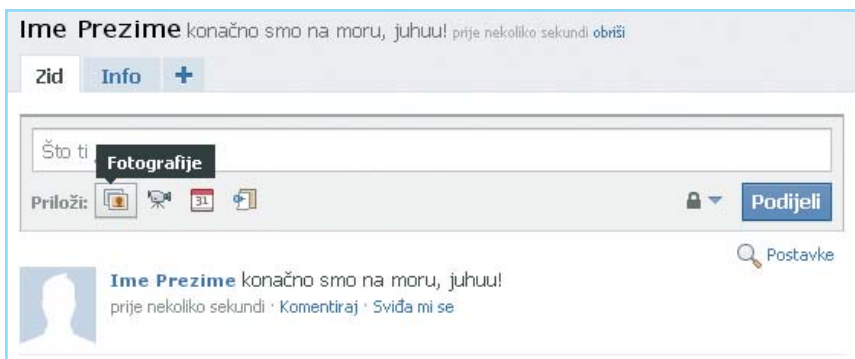 Ime Prezime konačno smo na moru, juhuu! prije nekoliko sekundi obriši
Zid Info +
Što ti
Fotografije
Priloži: 31 Podijeli
Postavke
Ime Prezime konačno smo na moru, juhuu!
prije nekoliko sekundi · Komentiraj · Sviđa mi se